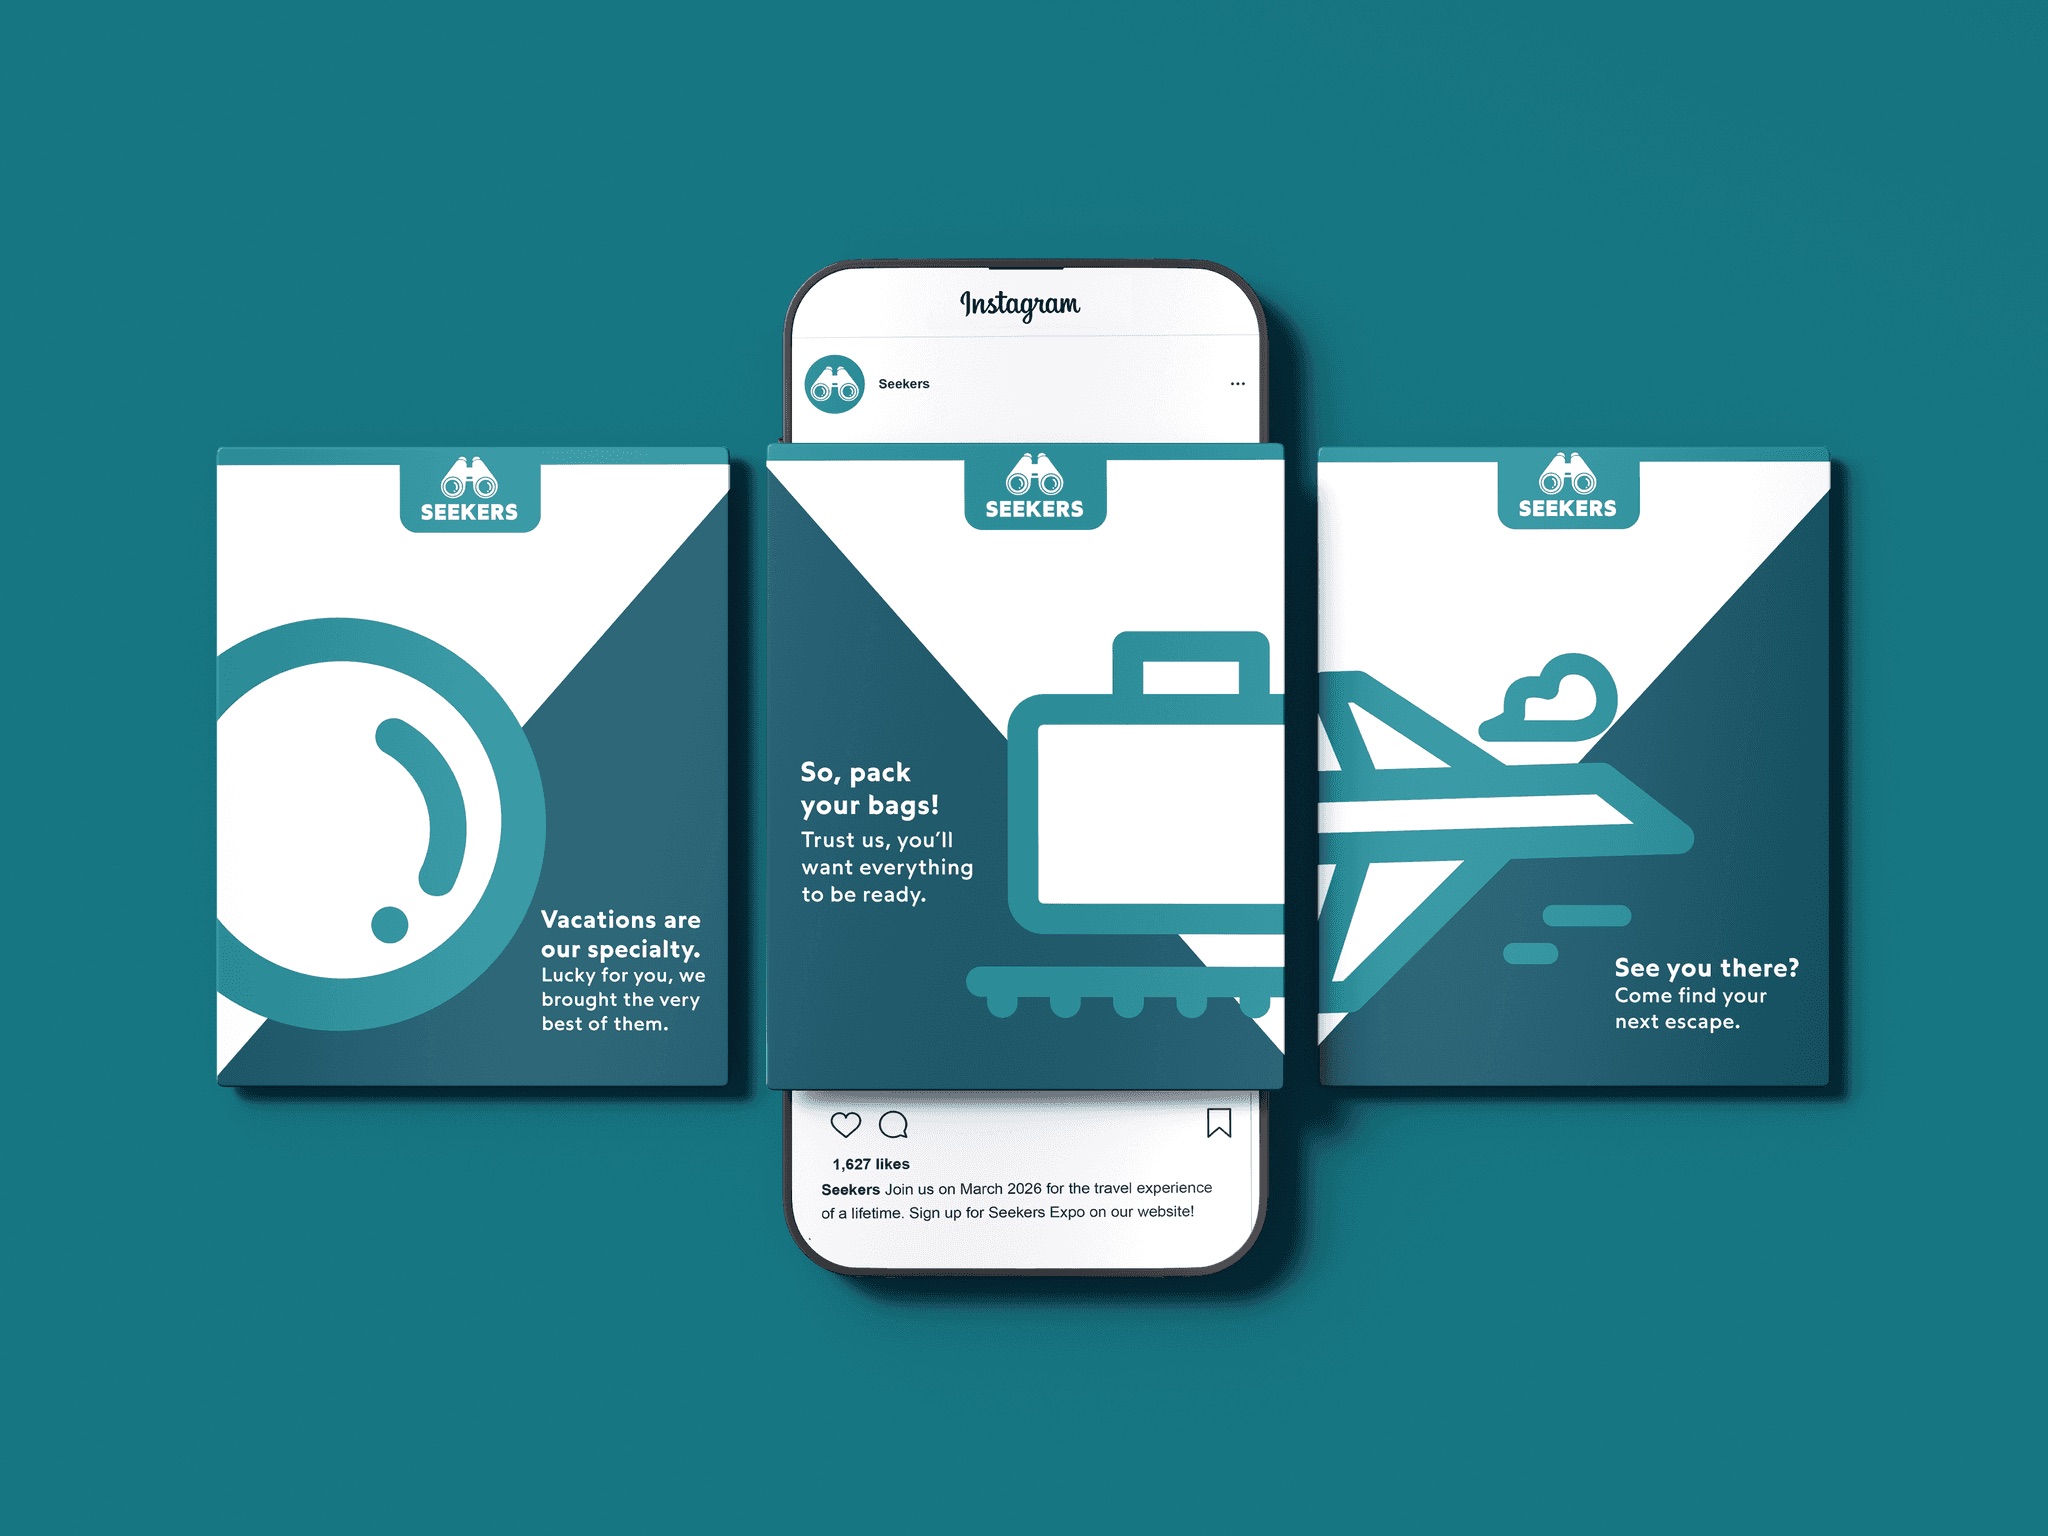 Instagram
Seekers
SEEKERS
Vacations are
our specialty.
Lucky for you, we
brought the very
best of them.
SEEKERS
So, pack
your bags!
Trust us, you'll
want everything
to be ready.
SEEKERS
See you there?
Come find your
next escape.
1,627 likes
Seekers Join us on March 2026 for the travel experience
of a lifetime. Sign up for Seekers Expo on our website!